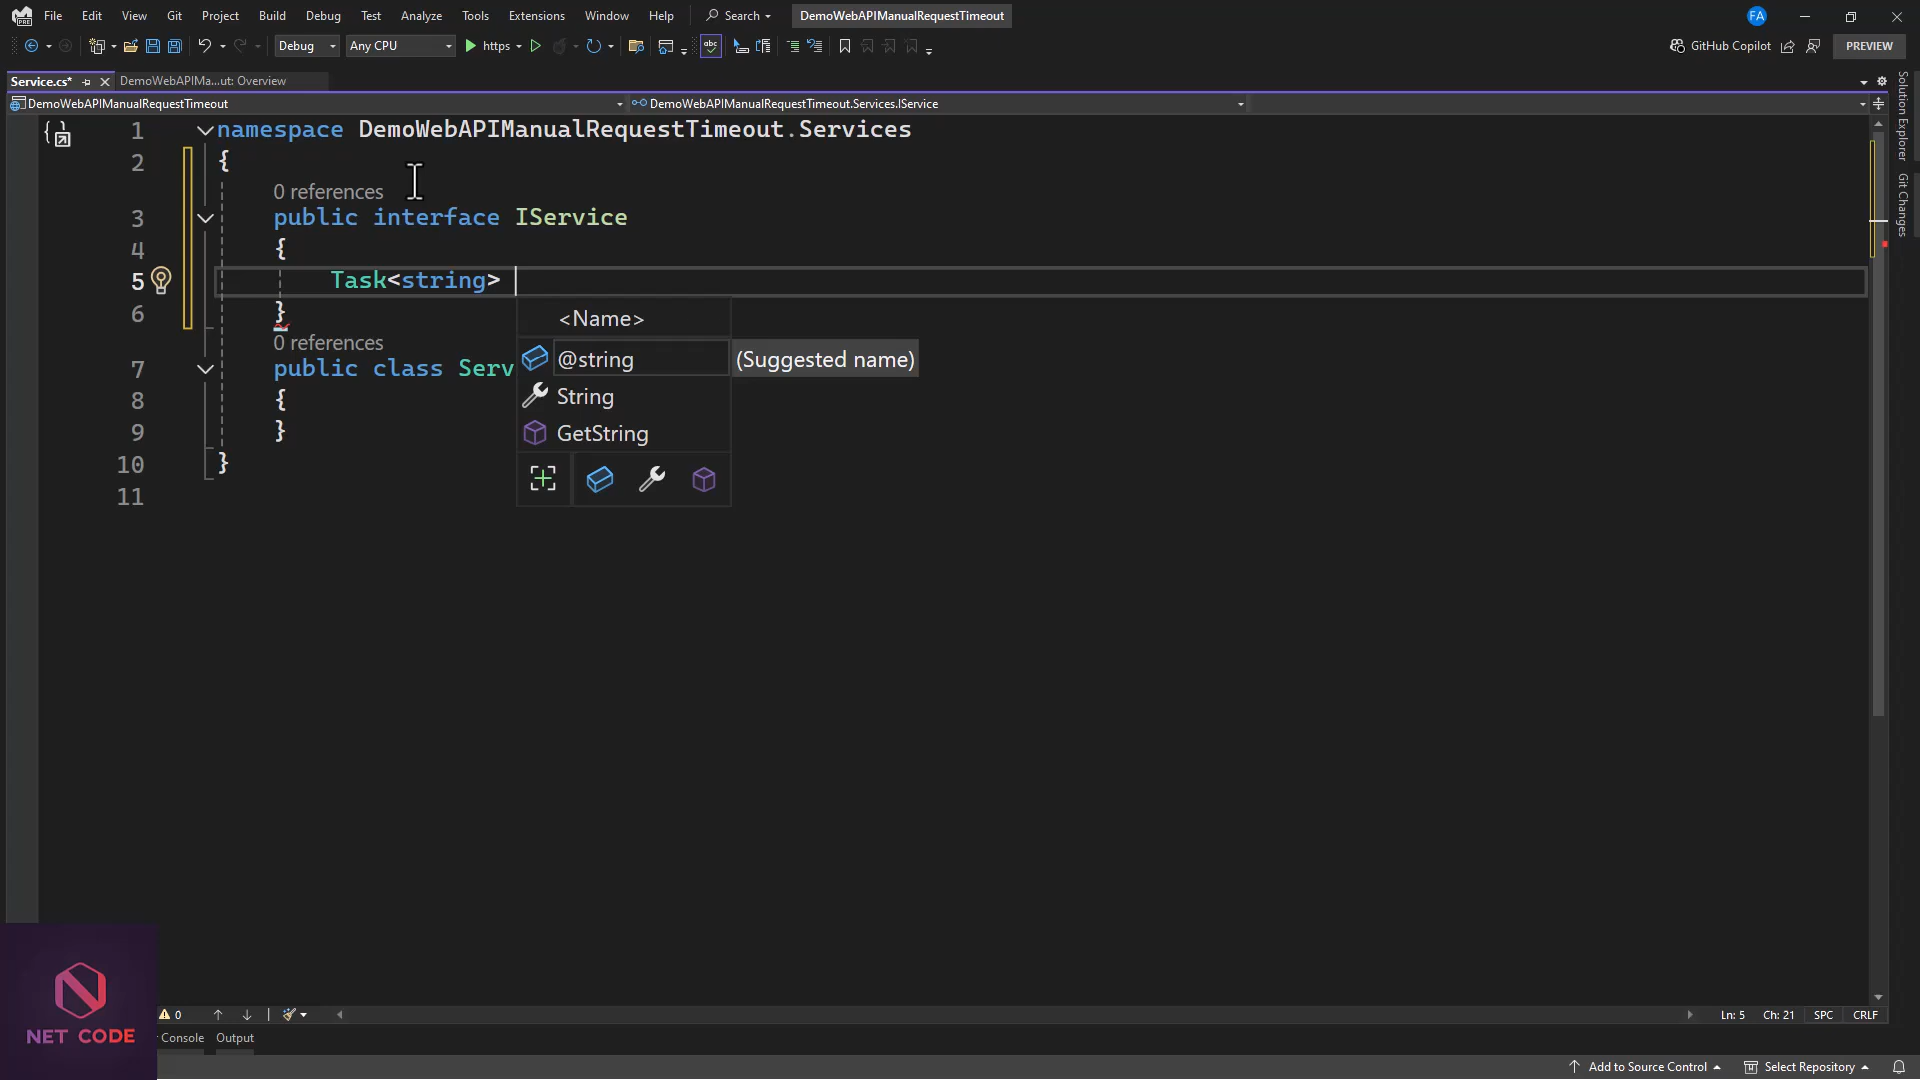 File Edit View Git Project Build Debug Test Analyze Tools Extensions Window Help Search DemoWebAPIManualRequestTimeout FA
Debug Any CPU https abc GitHub Copilot PREVIEW
Service.cs* DemoWebAPIMa...ut: Overview
DemoWebAPIManualRequestTimeout DemoWebAPIManualRequestTimeout.Services.IService
1 namespace DemoWebAPIManualRequestTimeout.Services
2 {
0 references
3 public interface IService
4 {
5 Task<string>
6 }
0 references
7 public class Serv
8 {
9 }
10 }
11
<Name>
@string (Suggested name)
String
GetString
Solution Explorer
Git Changes
NET CODE
0 Ln: 5 Ch: 21 SPC CRLF
Console Output
Add to Source Control Select Repository